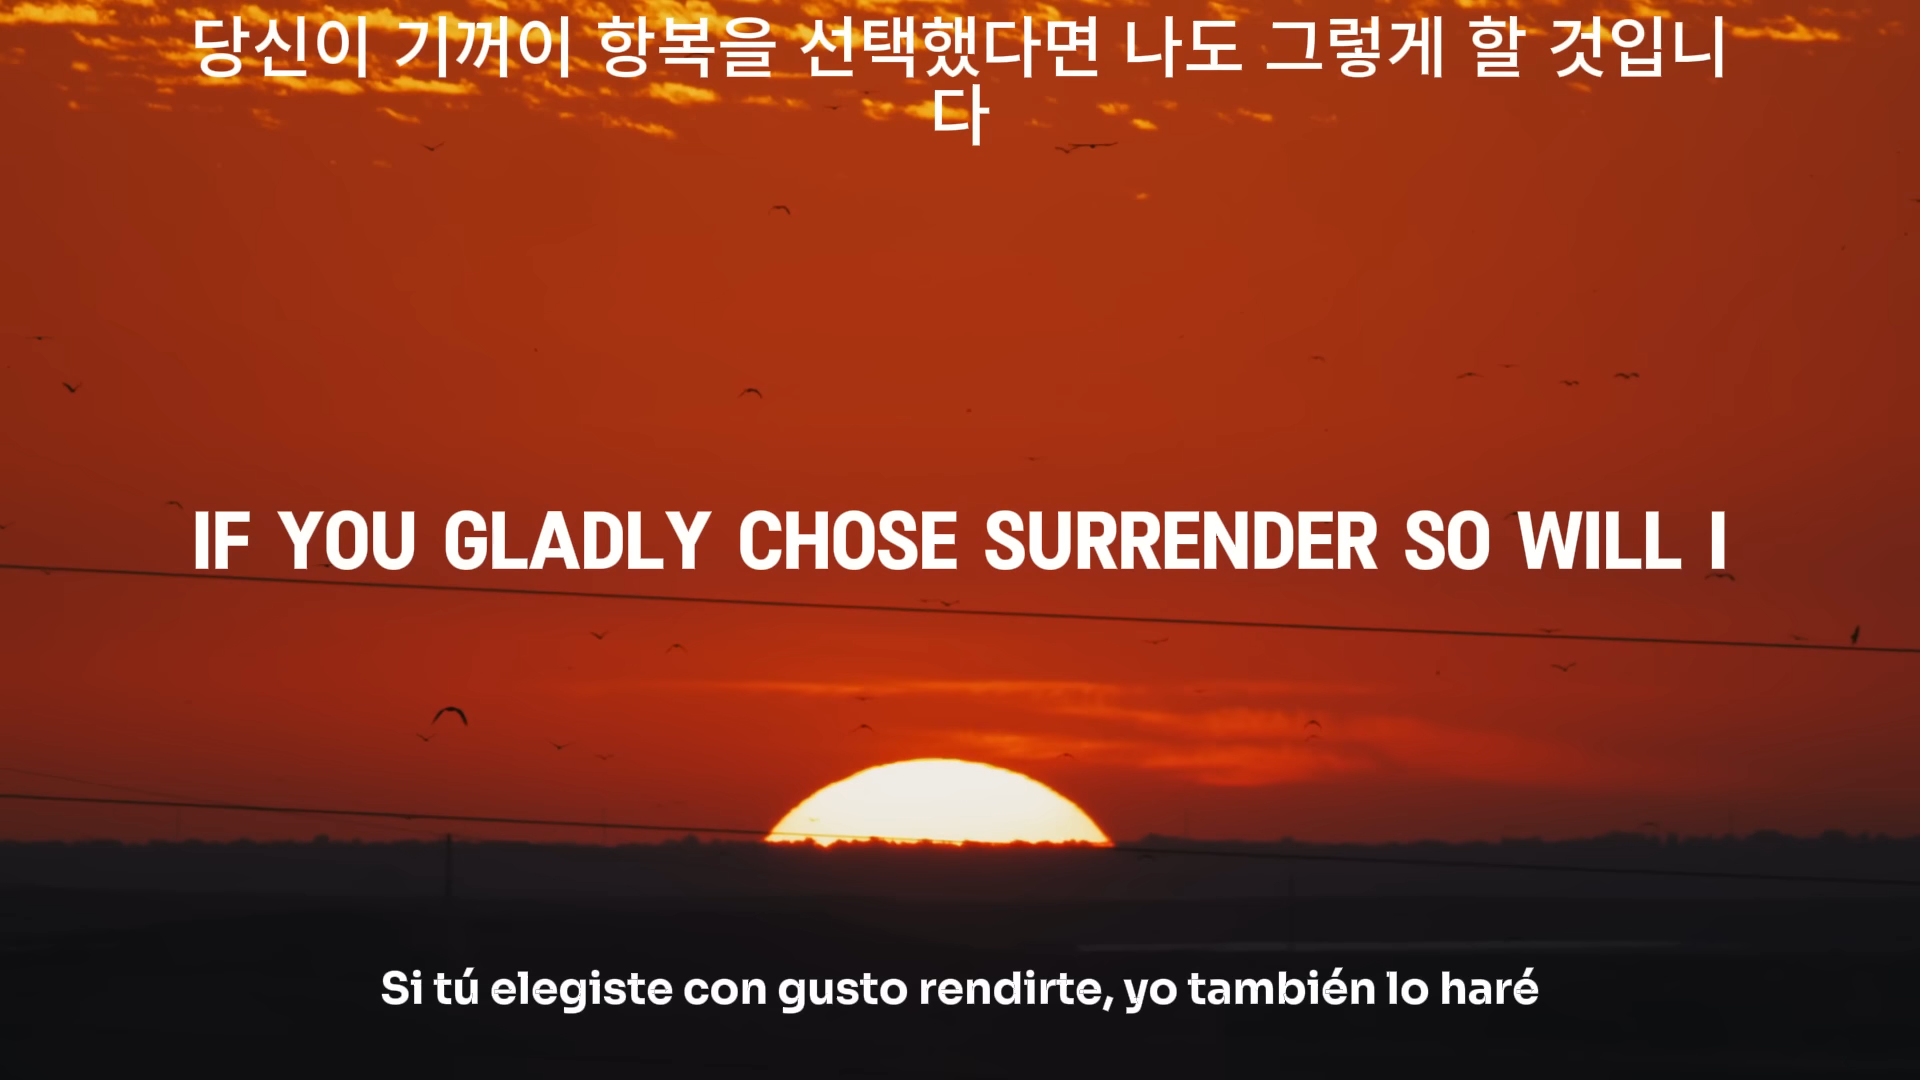 당신이 기꺼이 항복을 선택했다면 나도 그렇게 할 것입니
다
IF YOU GLADLY CHOSE SURRENDER SO WILL I
Si tú elegiste con gusto rendirte, yo también lo haré